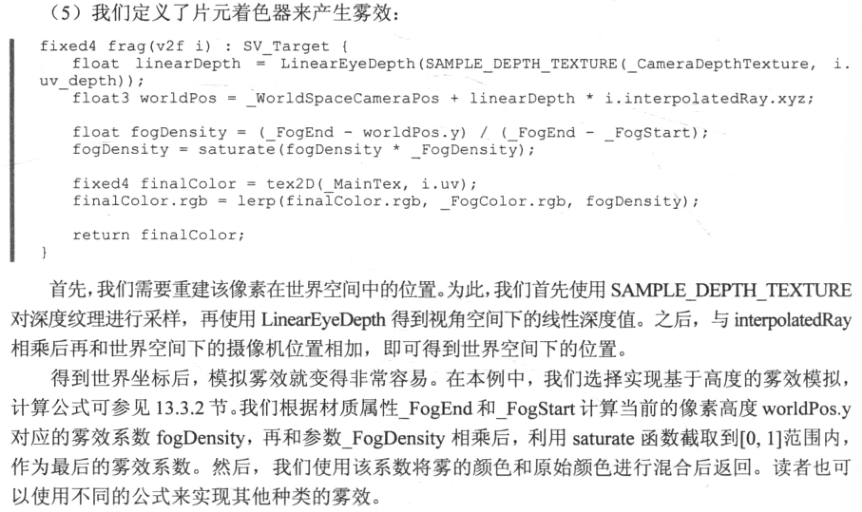 （5）我们定义了片元着色器来产生雾效：
fixed4 frag(v2f i) : SV_Target {
float linearDepth = LinearEyeDepth(SAMPLE_DEPTH_TEXTURE(_CameraDepthTexture, i.
uv_depth));
float3 worldPos = _WorldSpaceCameraPos + linearDepth * i.interpolatedRay.xyz;
float fogDensity = (_FogEnd - worldPos.y) / (_FogEnd - _FogStart);
fogDensity = saturate(fogDensity * _FogDensity);
fixed4 finalColor = tex2D(_MainTex, i.uv);
finalColor.rgb = lerp(finalColor.rgb, _FogColor.rgb, fogDensity);
return finalColor;
}
首先，我们需要重建该像素在世界空间中的位置。为此，我们首先使用 SAMPLE_DEPTH_TEXTURE
对深度纹理进行采样，再使用 LinearEyeDepth 得到视角空间下的线性深度值。之后，与 interpolatedRay
相乘后再和世界空间下的摄像机位置相加，即可得到世界空间下的位置。
得到世界坐标后，模拟雾效就变得非常容易。在本例中，我们选择实现基于高度的雾效模拟，
计算公式可参见 13.3.2 节。我们根据材质属性_FogEnd 和_FogStart 计算当前的像素高度 worldPos.y
对应的雾效系数 fogDensity，再和参数_FogDensity 相乘后，利用 saturate 函数截取到[0, 1]范围内，
作为最后的雾效系数。然后，我们使用该系数将雾的颜色和原始颜色进行混合后返回。读者也可
以使用不同的公式来实现其他种类的雾效。